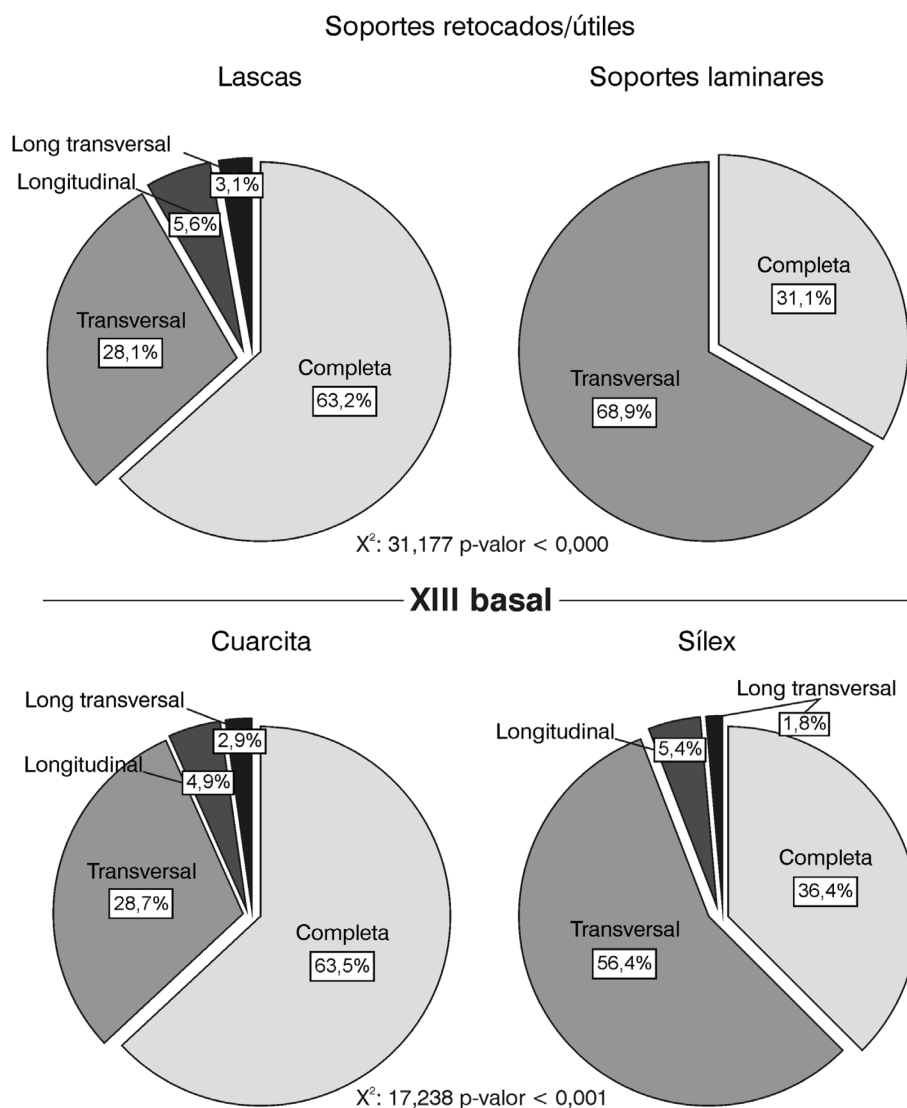 Soportes retocados/útiles
Lascas
Soportes laminares
Long transversal
3,1%
Longitudinal
5,6%
Transversal
28,1%
Completa
63,2%
Completa
31,1%
Transversal
68,9%
X²: 31,177 p-valor < 0,000
XIII basal
Cuarcita
Sílex
Long transversal
2,9%
Longitudinal
4,9%
Transversal
28,7%
Completa
63,5%
Long transversal
1,8%
Longitudinal
5,4%
Completa
36,4%
Transversal
56,4%
X²: 17,238 p-valor < 0,001